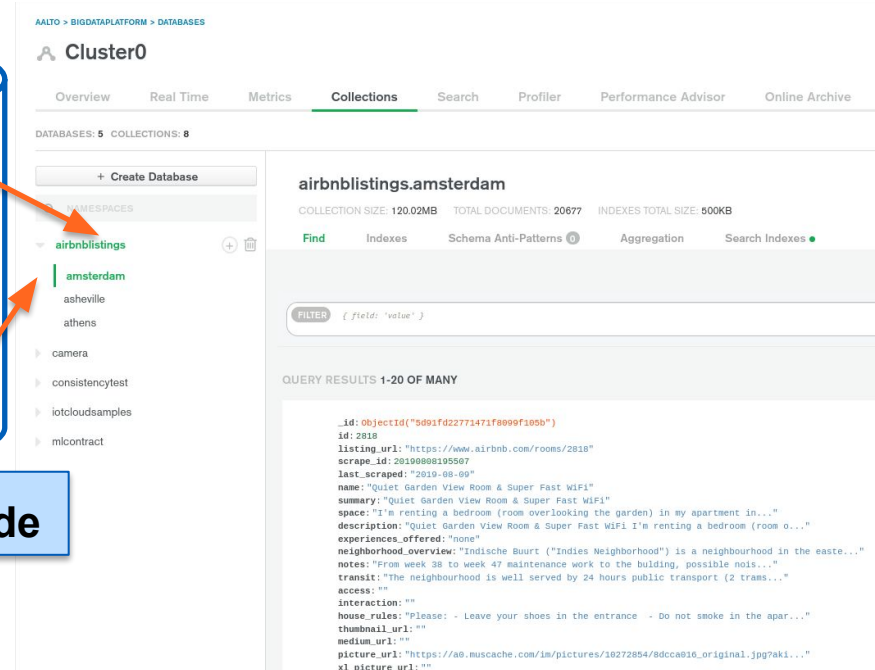 AALTO > BIGDATAPLATFORM > DATABASES
Cluster0
Overview Real Time Metrics Collections Search Profiler Performance Advisor Online Archive
DATABASES: 5 COLLECTIONS: 8
+ Create Database
NAMESPACES
airbnblistings
amsterdam
asheville
athens
camera
consistencytest
iotcloudsamples
mlcontract
de
airbnblistings.amsterdam
COLLECTION SIZE: 120.02MB TOTAL DOCUMENTS: 20677 INDEXES TOTAL SIZE: 500KB
Find Indexes Schema Anti-Patterns 0 Aggregation Search Indexes
FILTER { field: 'value' }
QUERY RESULTS 1-20 OF MANY
_id: ObjectId("5d91fd22771471f8099f105b")
id: 2818
listing_url: "https://www.airbnb.com/rooms/2818"
scrape_id: 20190808195507
last_scraped: "2019-08-09"
name: "Quiet Garden View Room & Super Fast WiFi"
summary: "Quiet Garden View Room & Super Fast WiFi"
space: "I'm renting a bedroom (room overlooking the garden) in my apartment in..."
description: "Quiet Garden View Room & Super Fast WiFi I'm renting a bedroom (room o..."
experiences_offered: "none"
neighborhood_overview: "Indische Buurt ("Indies Neighborhood") is a neighbourhood in the easte..."
notes: "From week 38 to week 47 maintenance work to the bulding, possible nois..."
transit: "The neighbourhood is well served by 24 hours public transport (2 trams..."
access: ""
interaction: ""
house_rules: "Please: - Leave your shoes in the entrance - Do not smoke in the apar..."
thumbnail_url: ""
medium_url: ""
picture_url: "https://a0.muscache.com/im/pictures/10272854/8dcca016_original.jpg?aki..."
xl_picture_url: ""